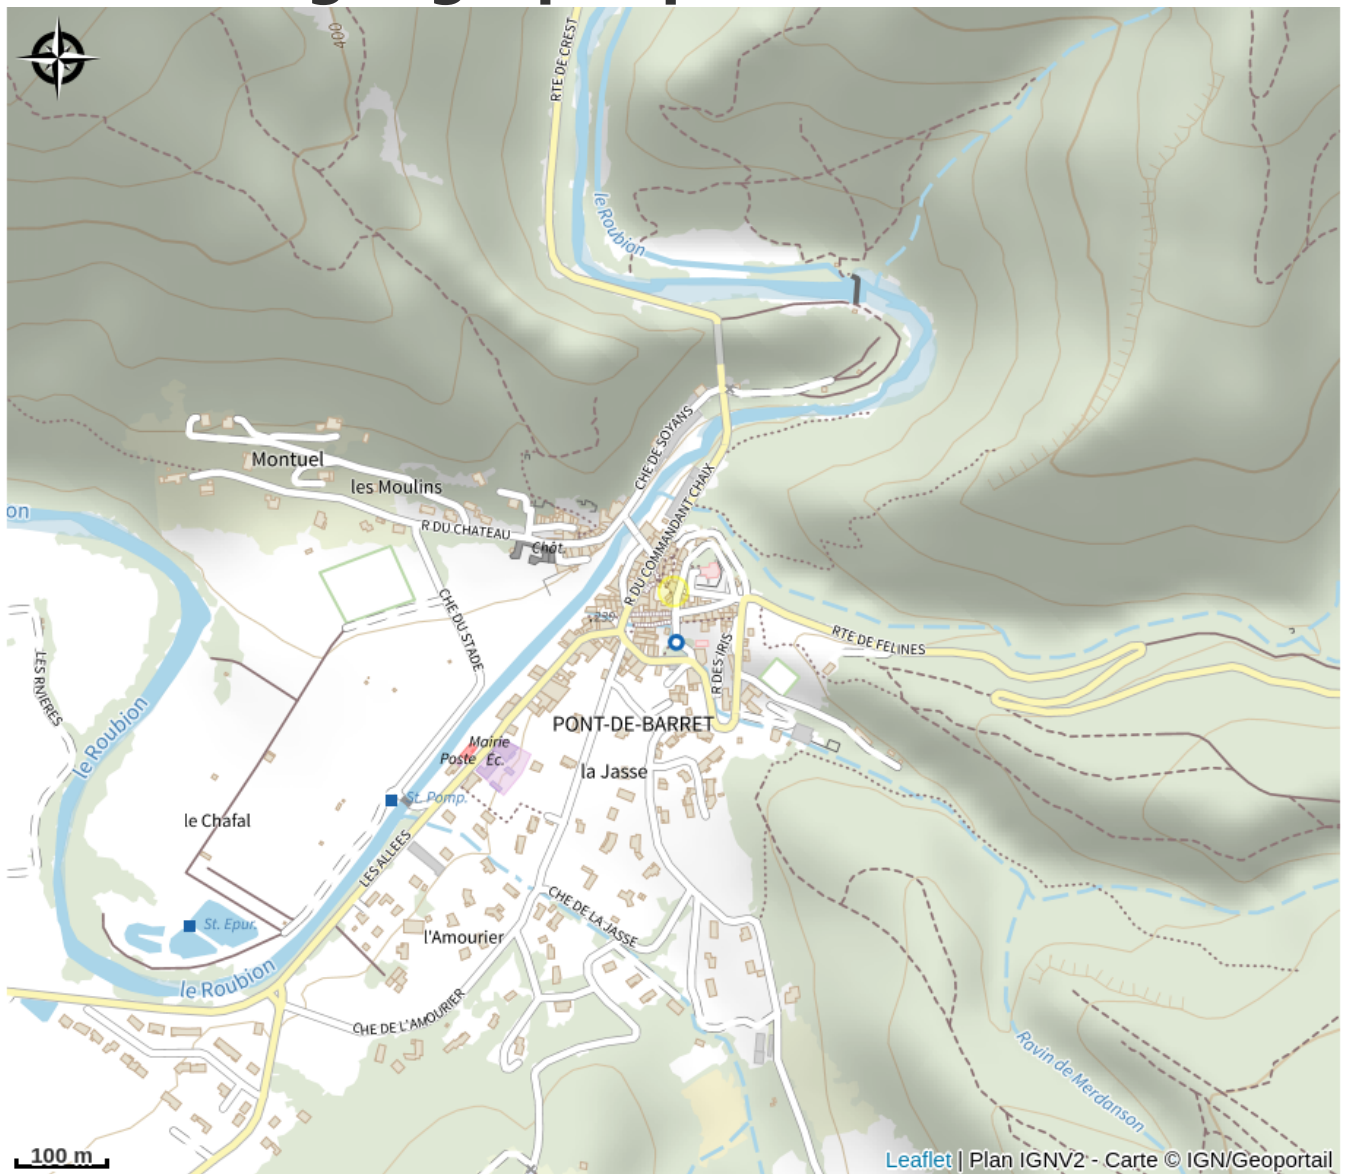 400
RTE DE CREST
le Roubion
CHE DE SOYANS
Montuel
les Moulins
R DU COMMANDANT CHAIX
on
R DU CHATEAU
Chât.
CHE DU STADE
239
RTE DE FELINES
LES RIVIERES
R DES IRIS
le Roubion
PONT-DE-BARRET
Mairie
Poste
Éc.
la Jasse
St. Pomp.
le Chafal
LES ALLEES
CHE DE LA JASSE
St. Epur.
l'Amourier
le Roubion
CHE DE L'AMOURIER
Ravin de Merdanson
100 m
Leaflet | Plan IGNV2 - Carte © IGN/Geoportail